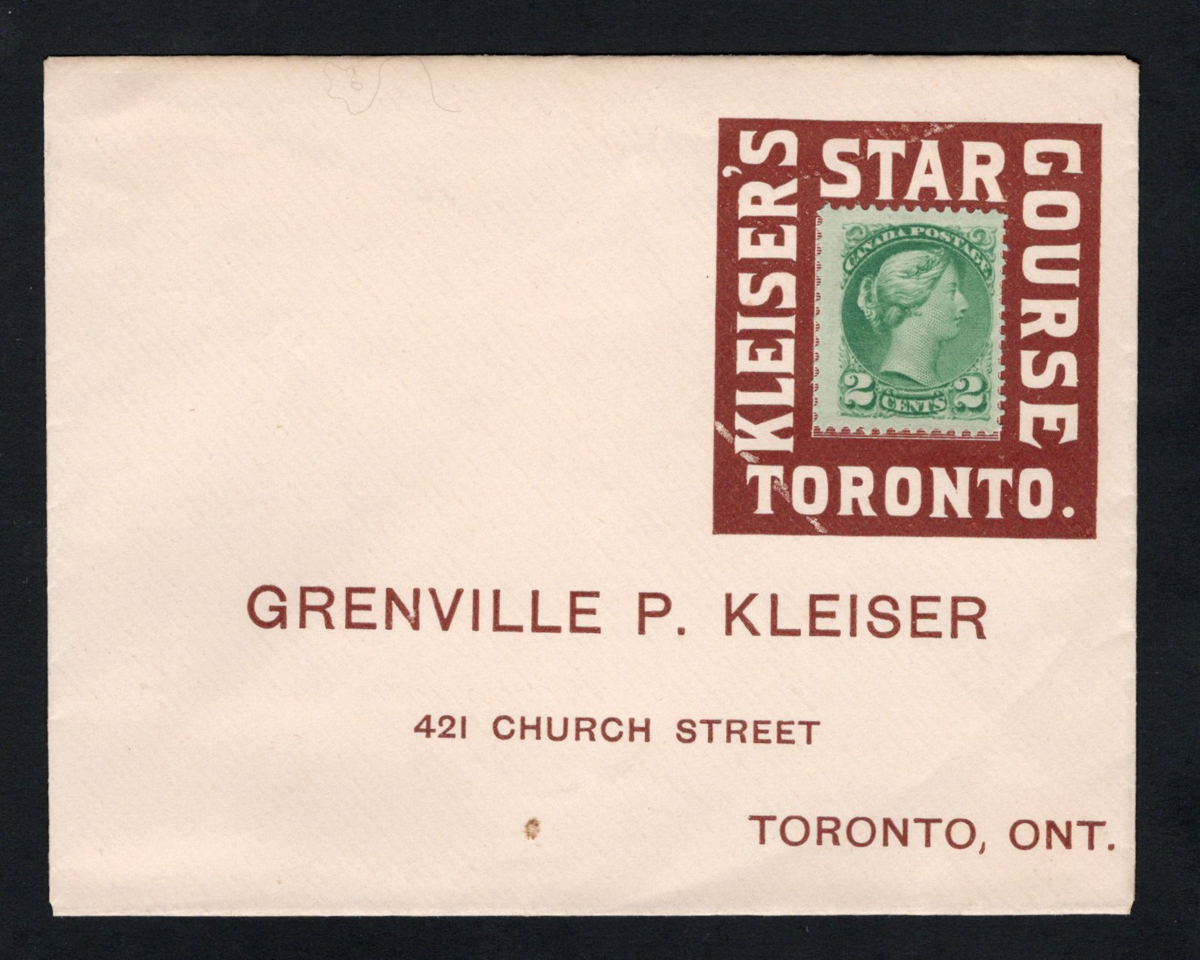 KLEISER'S
STAR
COURSE
TORONTO.
CANADA POSTAGE
2 CENTS 2
GRENVILLE P. KLEISER
421 CHURCH STREET
TORONTO, ONT.